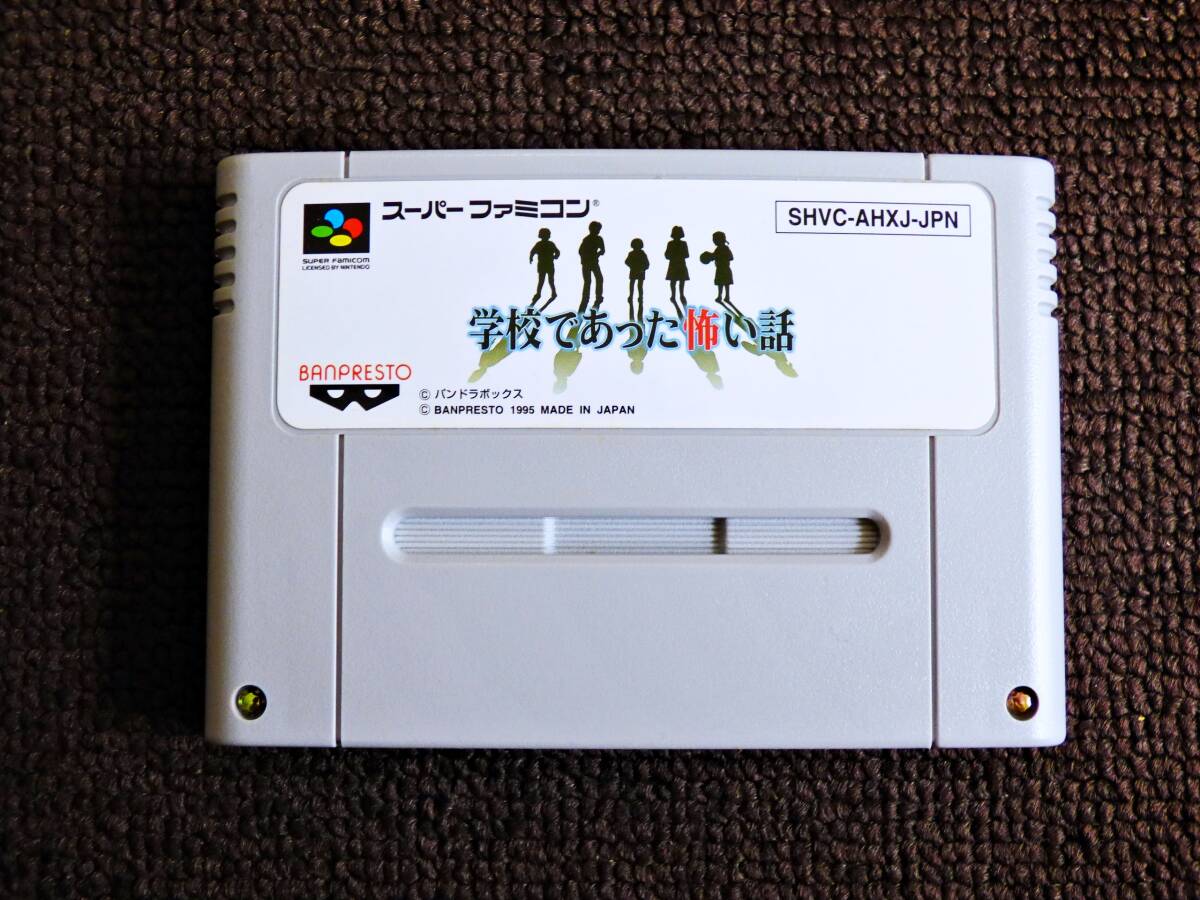 スーパーファミコン®
SHVC-AHXJ-JPN
SUPER FAMICOM
LICENSED BY NINTENDO
学校であった怖い話
BANPRESTO
© パンドラボックス
© BANPRESTO 1995 MADE IN JAPAN